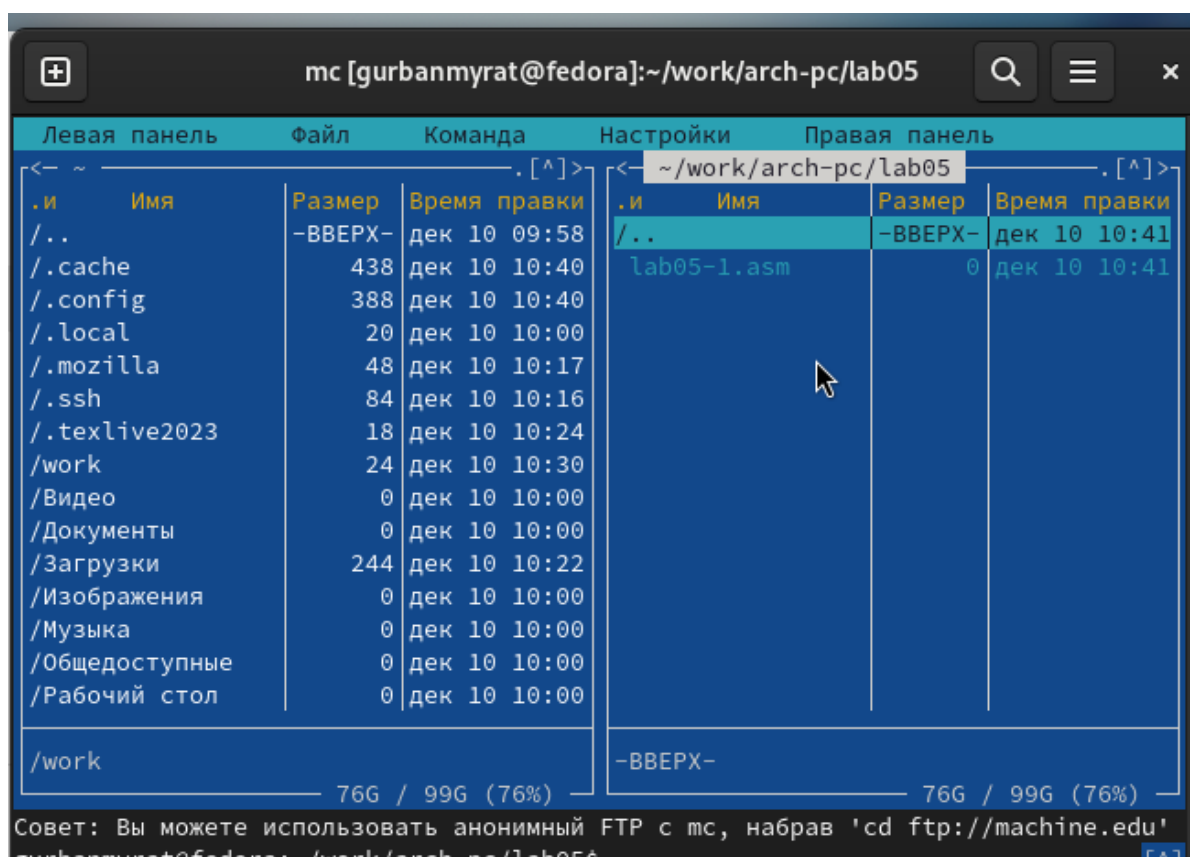 mc [gurbanmyrat@fedora]:~/work/arch-pc/lab05
Левая панель Файл Команда Настройки Правая панель
<- ~ .[^]> <- ~/work/arch-pc/lab05 .[^]>
.и Имя Размер Время правки .и Имя Размер Время правки
/.. -ВВЕРХ- дек 10 09:58 /.. -ВВЕРХ- дек 10 10:41
/.cache 438 дек 10 10:40 lab05-1.asm 0 дек 10 10:41
/.config 388 дек 10 10:40
/.local 20 дек 10 10:00
/.mozilla 48 дек 10 10:17
/.ssh 84 дек 10 10:16
/.texlive2023 18 дек 10 10:24
/work 24 дек 10 10:30
/Видео 0 дек 10 10:00
/Документы 0 дек 10 10:00
/Загрузки 244 дек 10 10:22
/Изображения 0 дек 10 10:00
/Музыка 0 дек 10 10:00
/Общедоступные 0 дек 10 10:00
/Рабочий стол 0 дек 10 10:00
/work -ВВЕРХ-
76G / 99G (76%) 76G / 99G (76%)
Совет: Вы можете использовать анонимный FTP с mc, набрав 'cd ftp://machine.edu'
gurbanmyrat@fedora:~/work/arch-pc/lab05$ [^]